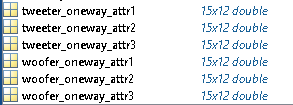 tweeter_oneway_attr1 15x12 double
tweeter_oneway_attr2 15x12 double
tweeter_oneway_attr3 15x12 double
woofer_oneway_attr1 15x12 double
woofer_oneway_attr2 15x12 double
woofer_oneway_attr3 15x12 double